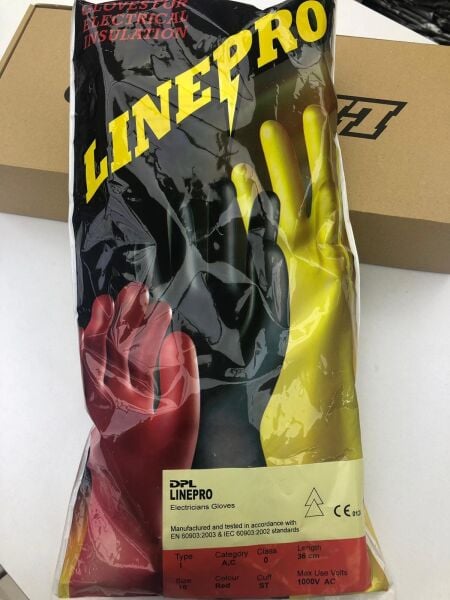 GLOVES FOR
ELECTRICAL
INSULATION
LINEPRO
DPL
LINEPRO
Electricians Gloves
Manufactured and tested in accordance with
EN 60903:2003 & IEC 60903:2002 standards
CE
Type Category Class Length
I A,C 0 36 cm
Size Colour Cuff Max Use Volts
10 Red ST 1000V AC